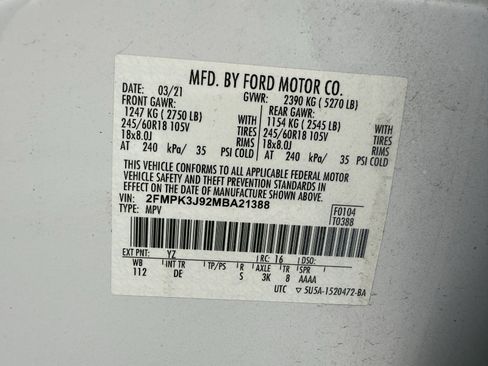 MFD. BY FORD MOTOR CO.
03/21 GVWR: 2390 KG ( 5270 LB)
FRONT GAWR: REAR GAWR:
1247 KG ( 2750 LB) WITH 1154 KG ( 2545 LB) WITH
245/60R18 105V TIRES 245/60R18 105V TIRES
18x8.0J RIMS 18x8.0J RIMS
AT 240 kPa/ 35 PSI COLD AT 240 kPa/ 35 PSI COLD
THIS VEHICLE CONFORMS TO ALL APPLICABLE FEDERAL MOTOR
VEHICLE SAFETY AND THEFT PREVENTION STANDARDS IN EFFECT
ON THE DATE OF MANUFACTURE SHOWN ABOVE.
VIN: 2FMPK3J92MBA21388 F0104
TYPE: MPV T0388
EXT PNT: YZ RC: 16 DSO:
WB INT TR TP/PS R AXLE TR SPR
112 DE S 3K 8 AAAA
UTC ▽ 5U5A-1520472-BA